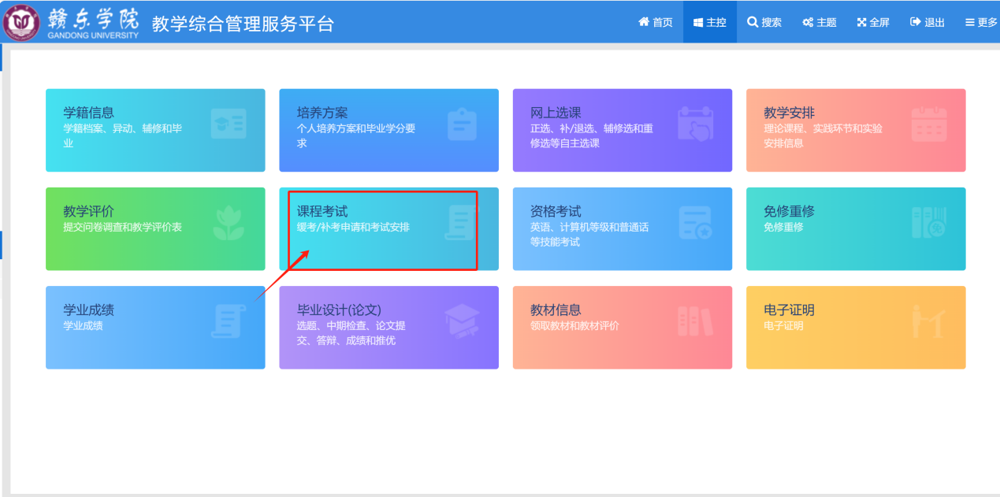 赣东学院
GANDONG UNIVERSITY
教学综合管理服务平台
首页
主控
搜索
主题
全屏
退出
更多
学籍信息
学籍档案、异动、辅修和毕
业
培养方案
个人培养方案和毕业学分要
求
网上选课
正选、补/退选、辅修选和重
修选等自主选课
教学安排
理论课程、实践环节和实验
安排信息
教学评价
提交问卷调查和教学评价表
课程考试
缓考/补考申请和考试安排
资格考试
英语、计算机等级和普通话
等技能考试
免修重修
免修重修
学业成绩
学业成绩
毕业设计(论文)
选题、中期检查、论文提
交、答辩、成绩和推优
教材信息
领取教材和教材评价
电子证明
电子证明